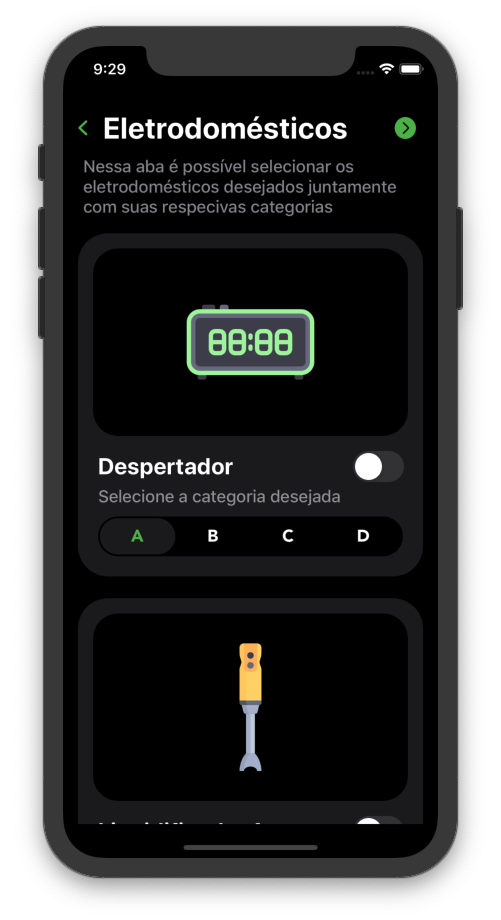 9:29
Eletrodomésticos
Nessa aba é possível selecionar os
eletrodomésticos desejados juntamente
com suas respecivas categorias
88:88
Despertador
Selecione a categoria desejada
A B C D